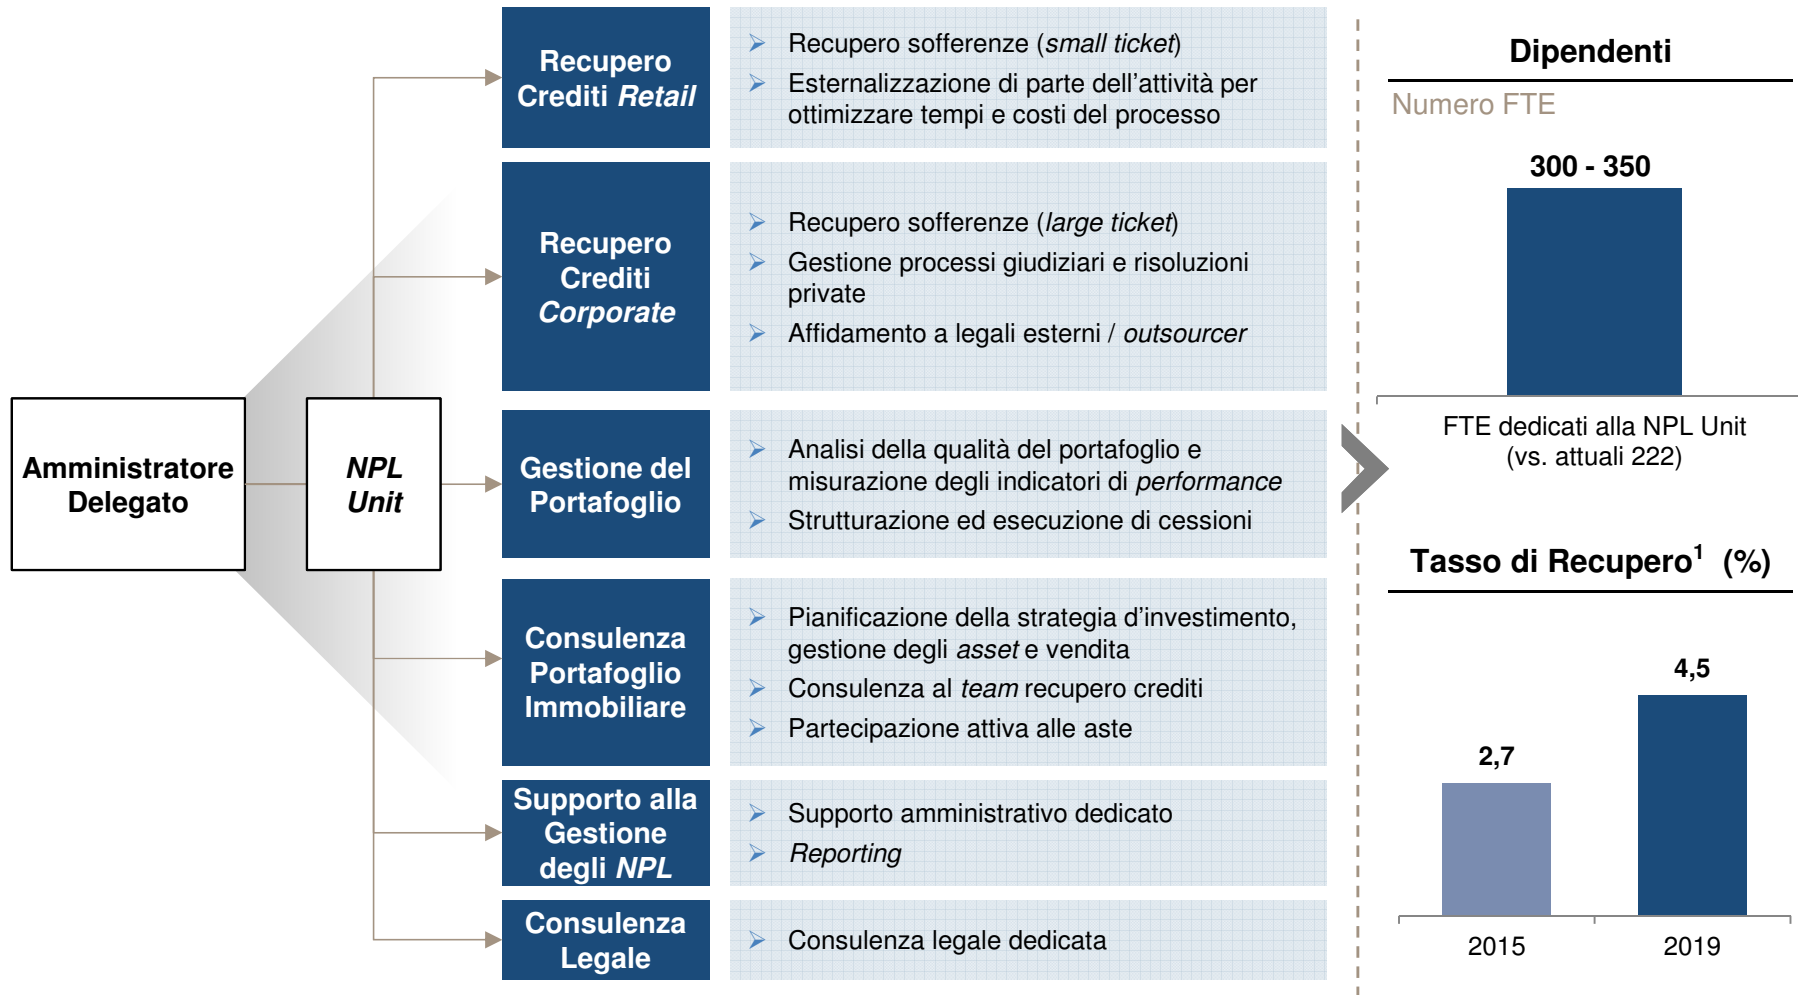 Amministratore
Delegato
NPL
Unit
Recupero
Crediti Retail
Recupero sofferenze (small ticket)
Esternalizzazione di parte dell’attività per
ottimizzare tempi e costi del processo
Recupero
Crediti
Corporate
Recupero sofferenze (large ticket)
Gestione processi giudiziari e risoluzioni
private
Affidamento a legali esterni / outsourcer
Gestione del
Portafoglio
Analisi della qualità del portafoglio e
misurazione degli indicatori di performance
Strutturazione ed esecuzione di cessioni
Consulenza
Portafoglio
Immobiliare
Pianificazione della strategia d’investimento,
gestione degli asset e vendita
Consulenza al team recupero crediti
Partecipazione attiva alle aste
Supporto alla
Gestione
degli NPL
Supporto amministrativo dedicato
Reporting
Consulenza
Legale
Consulenza legale dedicata
Dipendenti
Numero FTE
300 - 350
FTE dedicati alla NPL Unit
(vs. attuali 222)
Tasso di Recupero¹ (%)
2,7
4,5
2015
2019